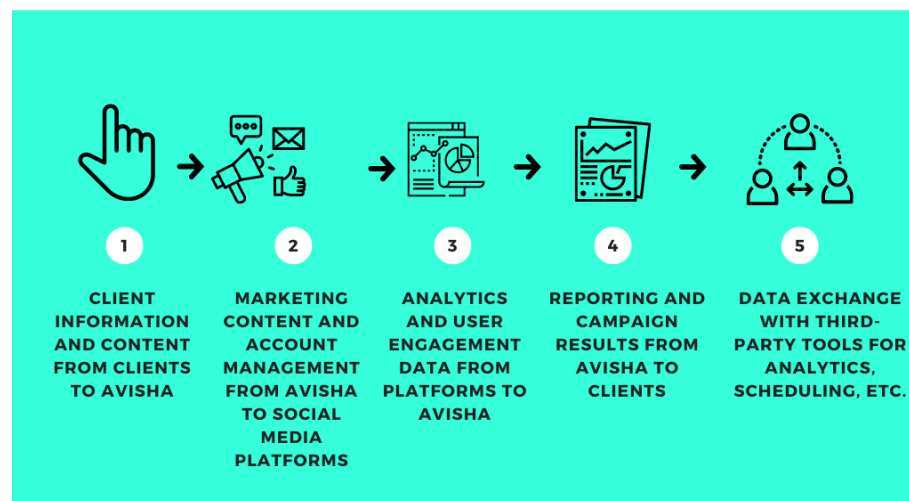 1
CLIENT
INFORMATION
AND CONTENT
FROM CLIENTS
TO AVISHA
2
MARKETING
CONTENT AND
ACCOUNT
MANAGEMENT
FROM AVISHA
TO SOCIAL
MEDIA
PLATFORMS
3
ANALYTICS
AND USER
ENGAGEMENT
DATA FROM
PLATFORMS TO
AVISHA
4
REPORTING AND
CAMPAIGN
RESULTS FROM
AVISHA TO
CLIENTS
5
DATA EXCHANGE
WITH THIRD-
PARTY TOOLS FOR
ANALYTICS,
SCHEDULING, ETC.